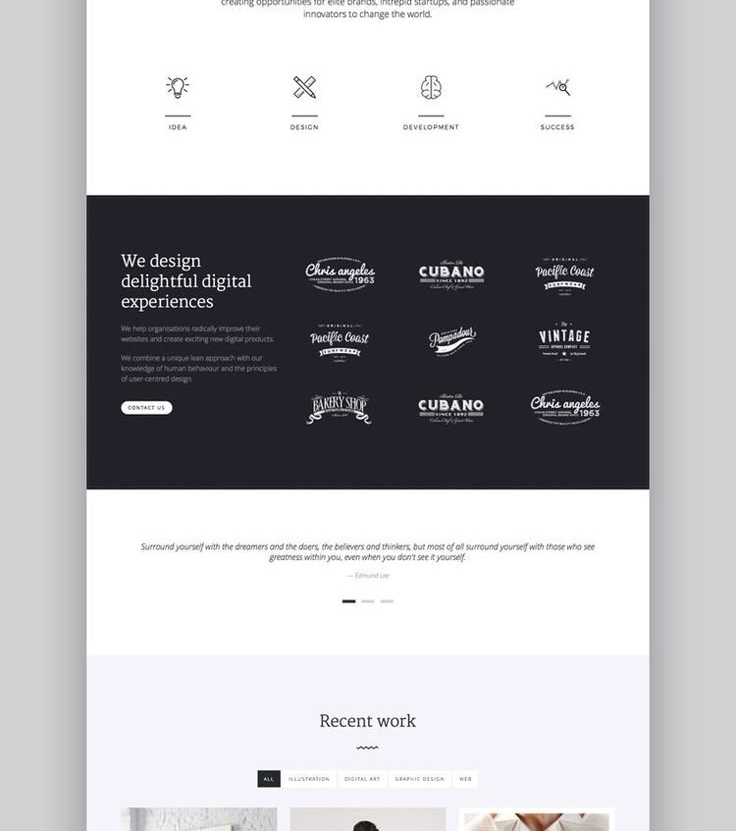 creating opportunities for elite brands, intrepid startups, and passionate
innovators to change the world.
IDEA
DESIGN
DEVELOPMENT
SUCCESS
We design
delightful digital
experiences
We help organisations radically improve their
websites and create exciting new digital products.
We combine a unique lean approach with our
knowledge of human behaviour and the principles
of user-centred design.
CONTACT US
Chris angeles
1963
CUBANO
SINCE 1892
ORIGINAL
Pacific Coast
ORIGINAL
Pacific Coast
Pompadour
The
VINTAGE
BAKERY SHOP
CUBANO
SINCE 1892
Chris angeles
1963
Surround yourself with the dreamers and the doers, the believers and thinkers, but most of all surround yourself with those who see
greatness within you, even when you don't see it yourself.
— Edmund Lee
Recent work
ALL
ILLUSTRATION
DIGITAL ART
GRAPHIC DESIGN
WEB